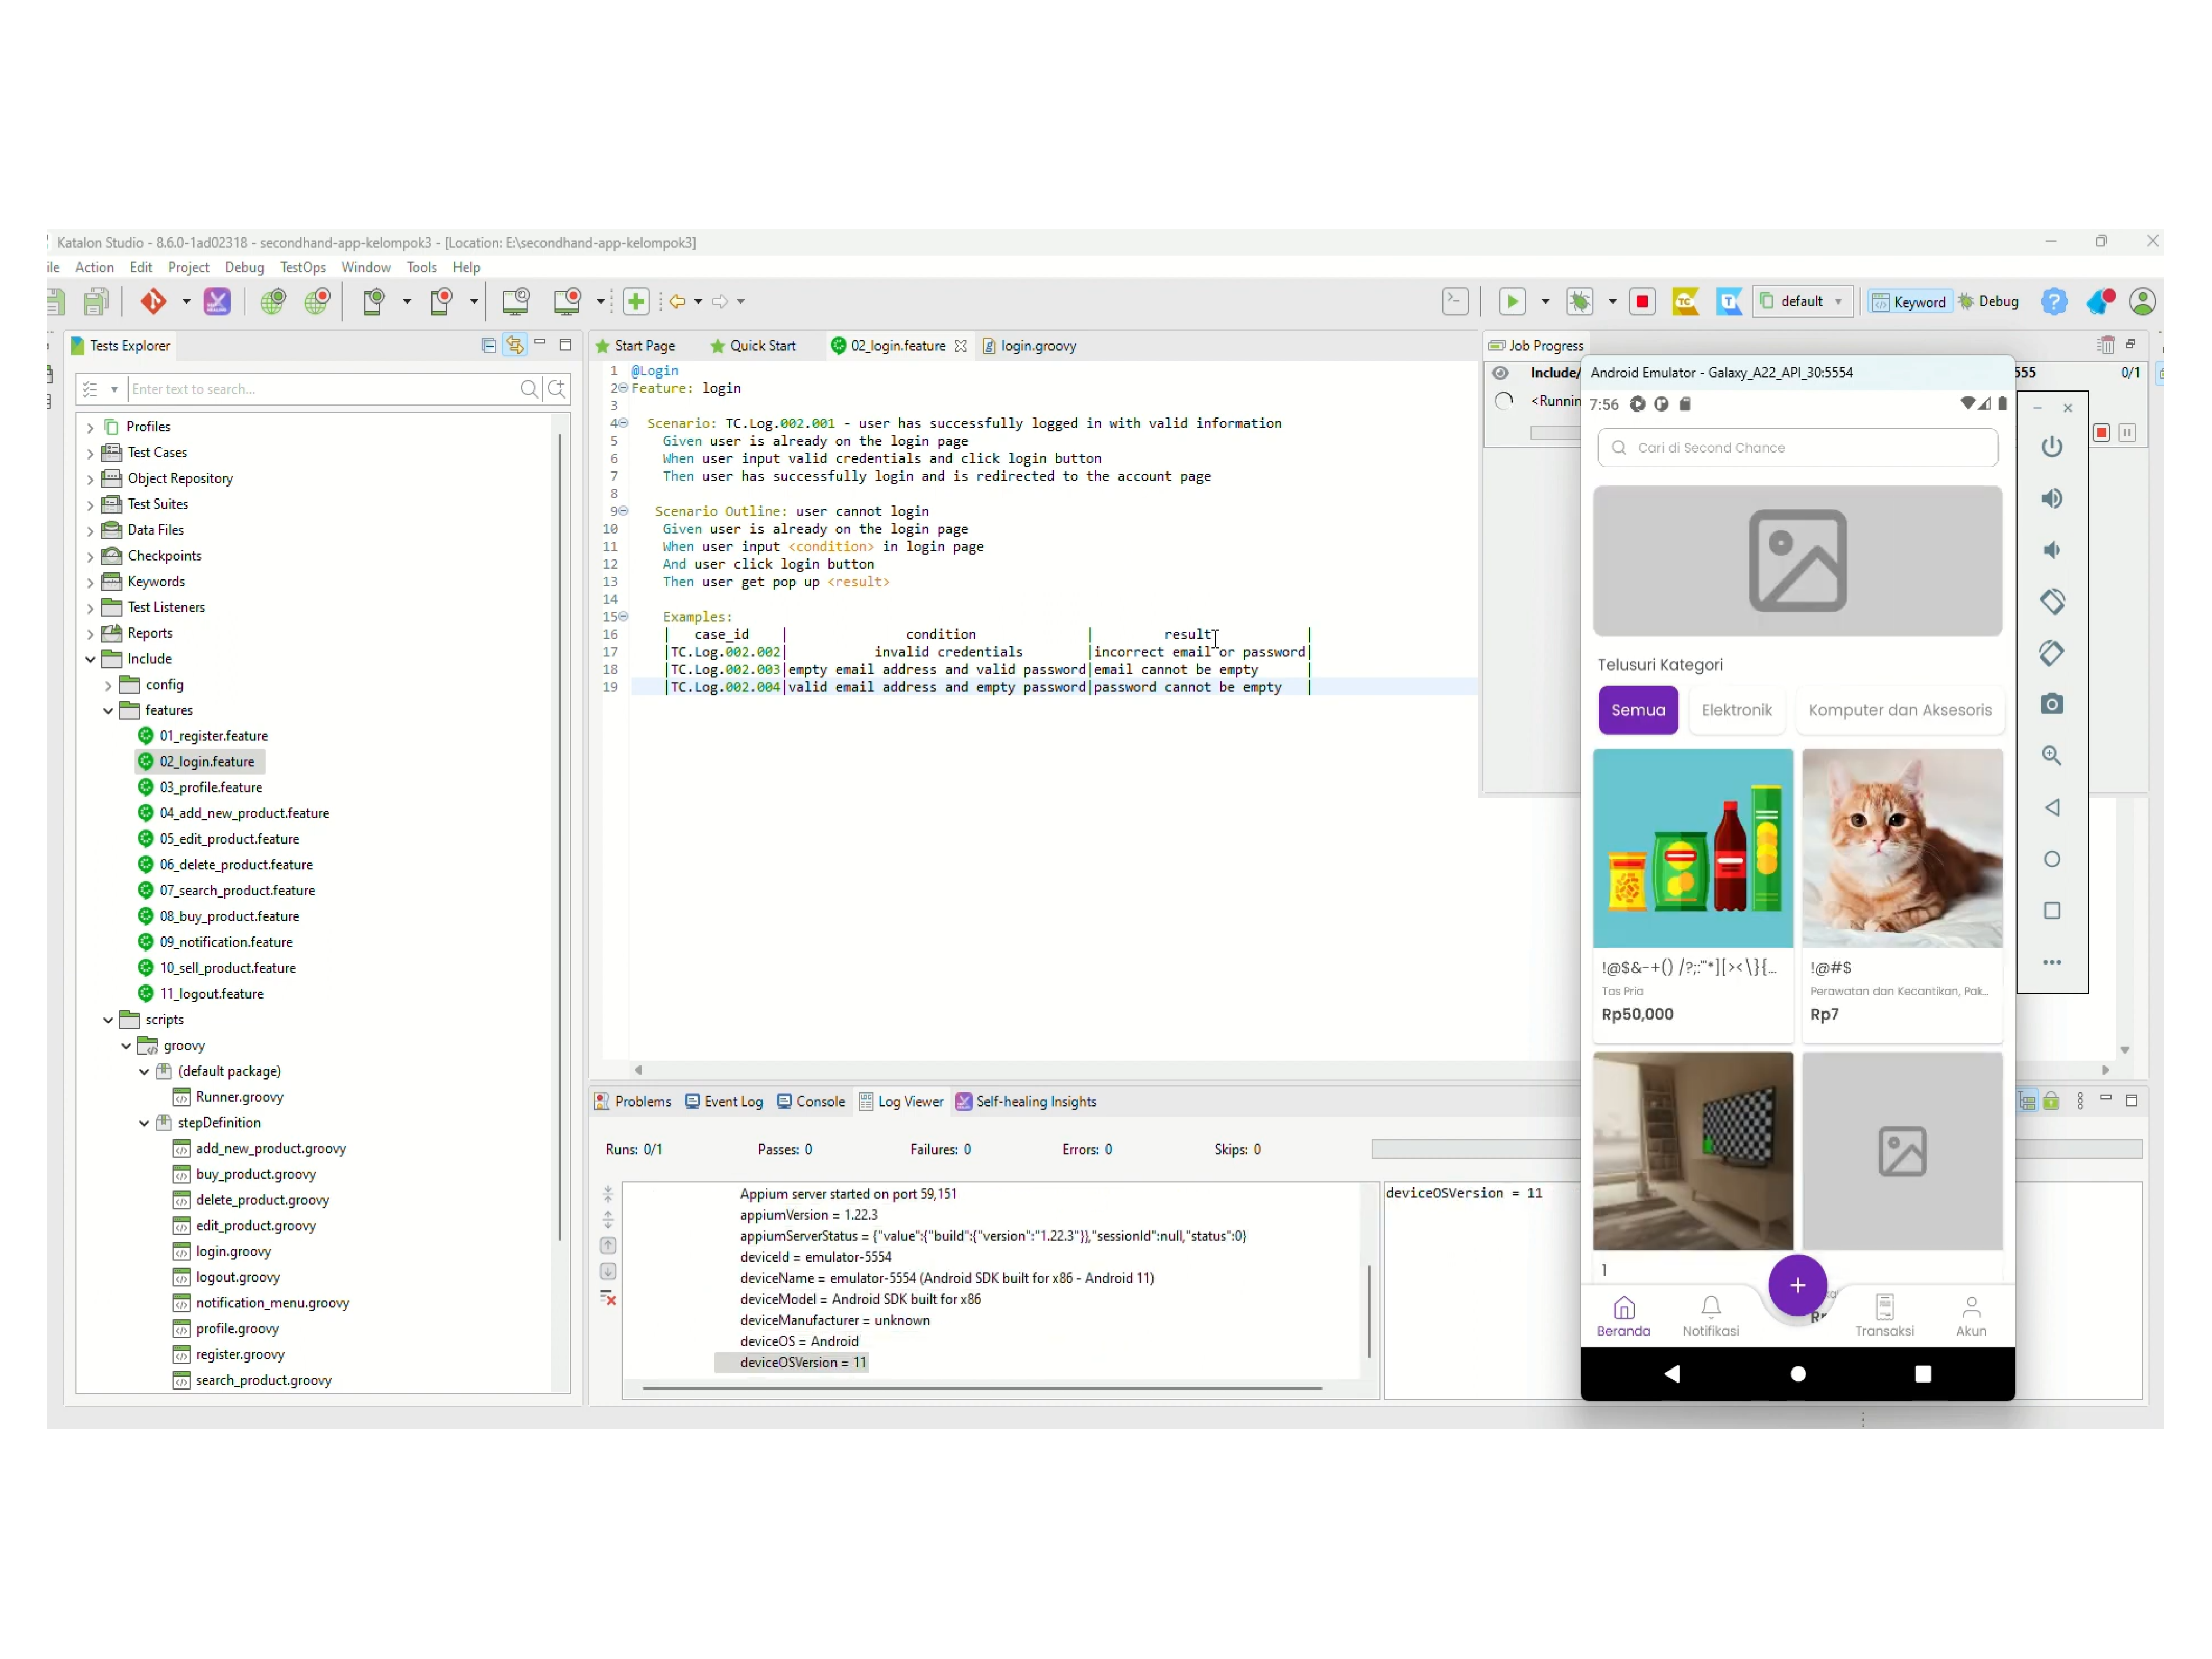 Katalon Studio - 8.6.0-1ad02318 - secondhand-app-kelompok3 - [Location: E:\secondhand-app-kelompok3]
ile Action Edit Project Debug TestOps Window Tools Help
default Keyword Debug
Tests Explorer
Enter text to search...
Profiles
Test Cases
Object Repository
Test Suites
Data Files
Checkpoints
Keywords
Test Listeners
Reports
Include
config
features
01_register.feature
02_login.feature
03_profile.feature
04_add_new_product.feature
05_edit_product.feature
06_delete_product.feature
07_search_product.feature
08_buy_product.feature
09_notification.feature
10_sell_product.feature
11_logout.feature
scripts
groovy
(default package)
Runner.groovy
stepDefinition
add_new_product.groovy
buy_product.groovy
delete_product.groovy
edit_product.groovy
login.groovy
logout.groovy
notification_menu.groovy
profile.groovy
register.groovy
search_product.groovy
Start Page Quick Start 02_login.feature login.groovy
1 @Login
2 Feature: login
3
4 Scenario: TC.Log.002.001 - user has successfully logged in with valid information
5 Given user is already on the login page
6 When user input valid credentials and click login button
7 Then user has successfully login and is redirected to the account page
8
9 Scenario Outline: user cannot login
10 Given user is already on the login page
11 When user input <condition> in login page
12 And user click login button
13 Then user get pop up <result>
14
15 Examples:
16 | case_id | condition | result |
17 |TC.Log.002.002| invalid credentials |incorrect email or password|
18 |TC.Log.002.003|empty email address and valid password|email cannot be empty |
19 |TC.Log.002.004|valid email address and empty password|password cannot be empty |
Job Progress
Include/ 555 0/1
<Runnin
Problems Event Log Console Log Viewer Self-healing Insights
Runs: 0/1 Passes: 0 Failures: 0 Errors: 0 Skips: 0
Appium server started on port 59,151
appiumVersion = 1.22.3
appiumServerStatus = {"value":{"build":{"version":"1.22.3"}},"sessionId":null,"status":0}
deviceId = emulator-5554
deviceName = emulator-5554 (Android SDK built for x86 - Android 11)
deviceModel = Android SDK built for x86
deviceManufacturer = unknown
deviceOS = Android
deviceOSVersion = 11
deviceOSVersion = 11
Android Emulator - Galaxy_A22_API_30:5554
7:56
Cari di Second Chance
Telusuri Kategori
Semua Elektronik Komputer dan Aksesoris
!@$&-+() /?;:'"*][><\}{...
Tas Pria
Rp50,000
!@#$
Perawatan dan Kecantikan, Pak...
Rp7
1
Beranda Notifikasi Transaksi Akun